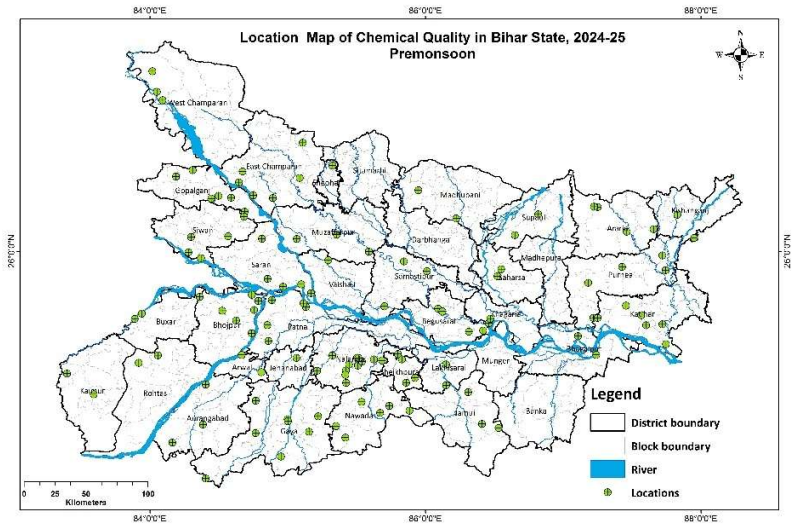 84°0'0"E
86°0'0"E
88°0'0"E
Location Map of Chemical Quality in Bihar State, 2024-25
Premonsoon
N
W E
S
West Champaran
East Champaran
Sitamarhi
Gopalganj
Madhubani
Kishanganj
Supaul
Siwan
Muzaffarpur
Darbhanga
Madhepura
26°0'0"N
26°0'0"N
Saran
Vaishali
Samastipur
Saharsa
Purnea
Katihar
Buxar
Bhojpur
Patna
Begusarai
Khagaria
Munger
Arwal
Jehanabad
Nalanda
Sheikhpura
Lakhisarai
Kaimur
Rohtas
Aurangabad
Gaya
Nawada
Jamui
Banka
Legend
District boundary
Block boundary
River
Locations
0 25 50 100
Kilometers
84°0'0"E
86°0'0"E
88°0'0"E